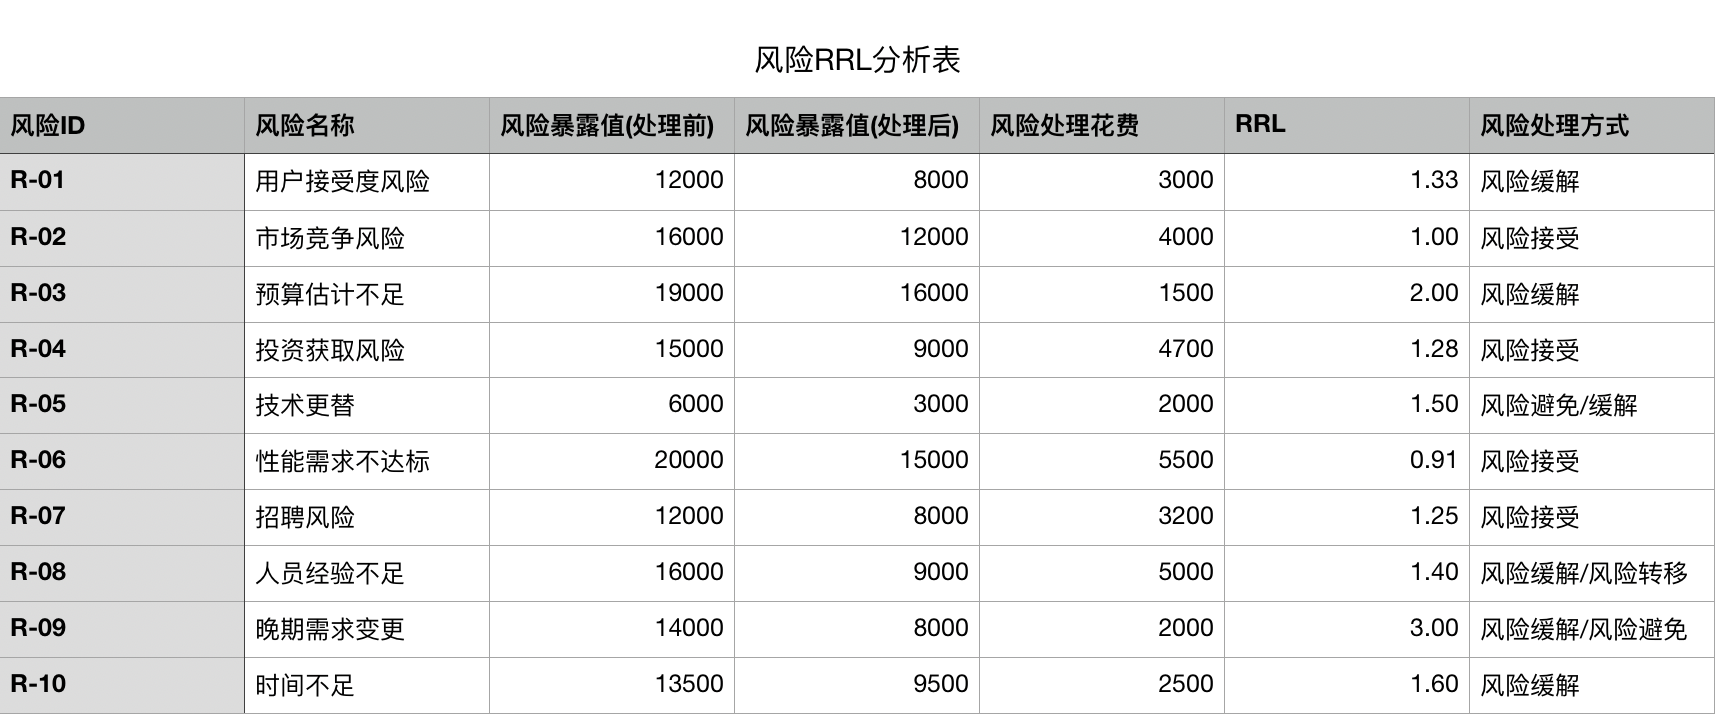 风险RRL分析表
风险ID 风险名称 风险暴露值(处理前) 风险暴露值(处理后) 风险处理花费 RRL 风险处理方式
R-01 用户接受度风险 12000 8000 3000 1.33 风险缓解
R-02 市场竞争风险 16000 12000 4000 1.00 风险接受
R-03 预算估计不足 19000 16000 1500 2.00 风险缓解
R-04 投资获取风险 15000 9000 4700 1.28 风险接受
R-05 技术更替 6000 3000 2000 1.50 风险避免/缓解
R-06 性能需求不达标 20000 15000 5500 0.91 风险接受
R-07 招聘风险 12000 8000 3200 1.25 风险接受
R-08 人员经验不足 16000 9000 5000 1.40 风险缓解/风险转移
R-09 晚期需求变更 14000 8000 2000 3.00 风险缓解/风险避免
R-10 时间不足 13500 9500 2500 1.60 风险缓解